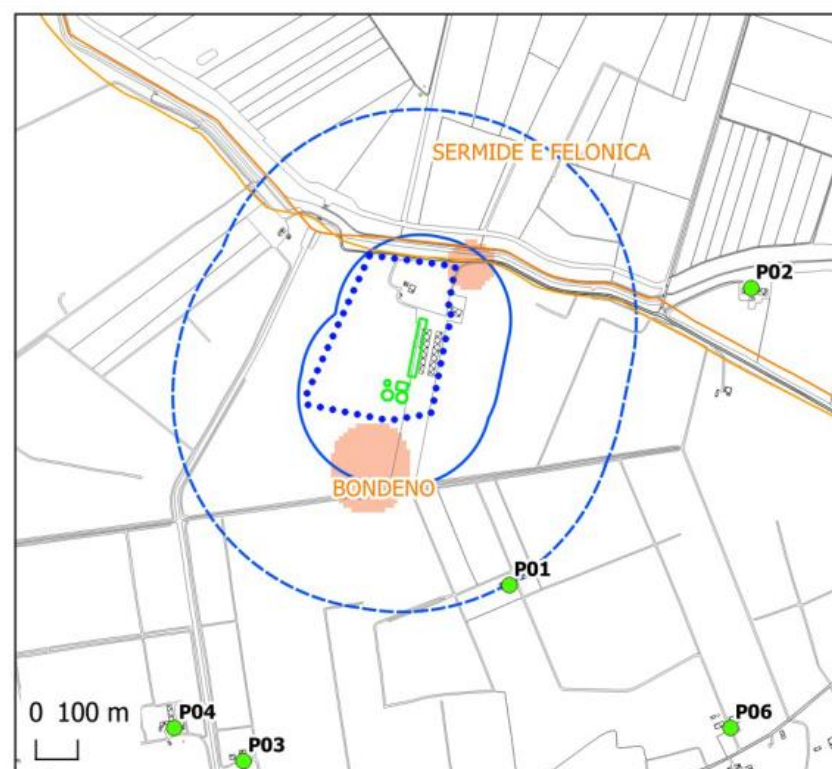 SERMIDE E FELONICA
P02
BONDENO
P01
P04
P03
P06
0 100 m